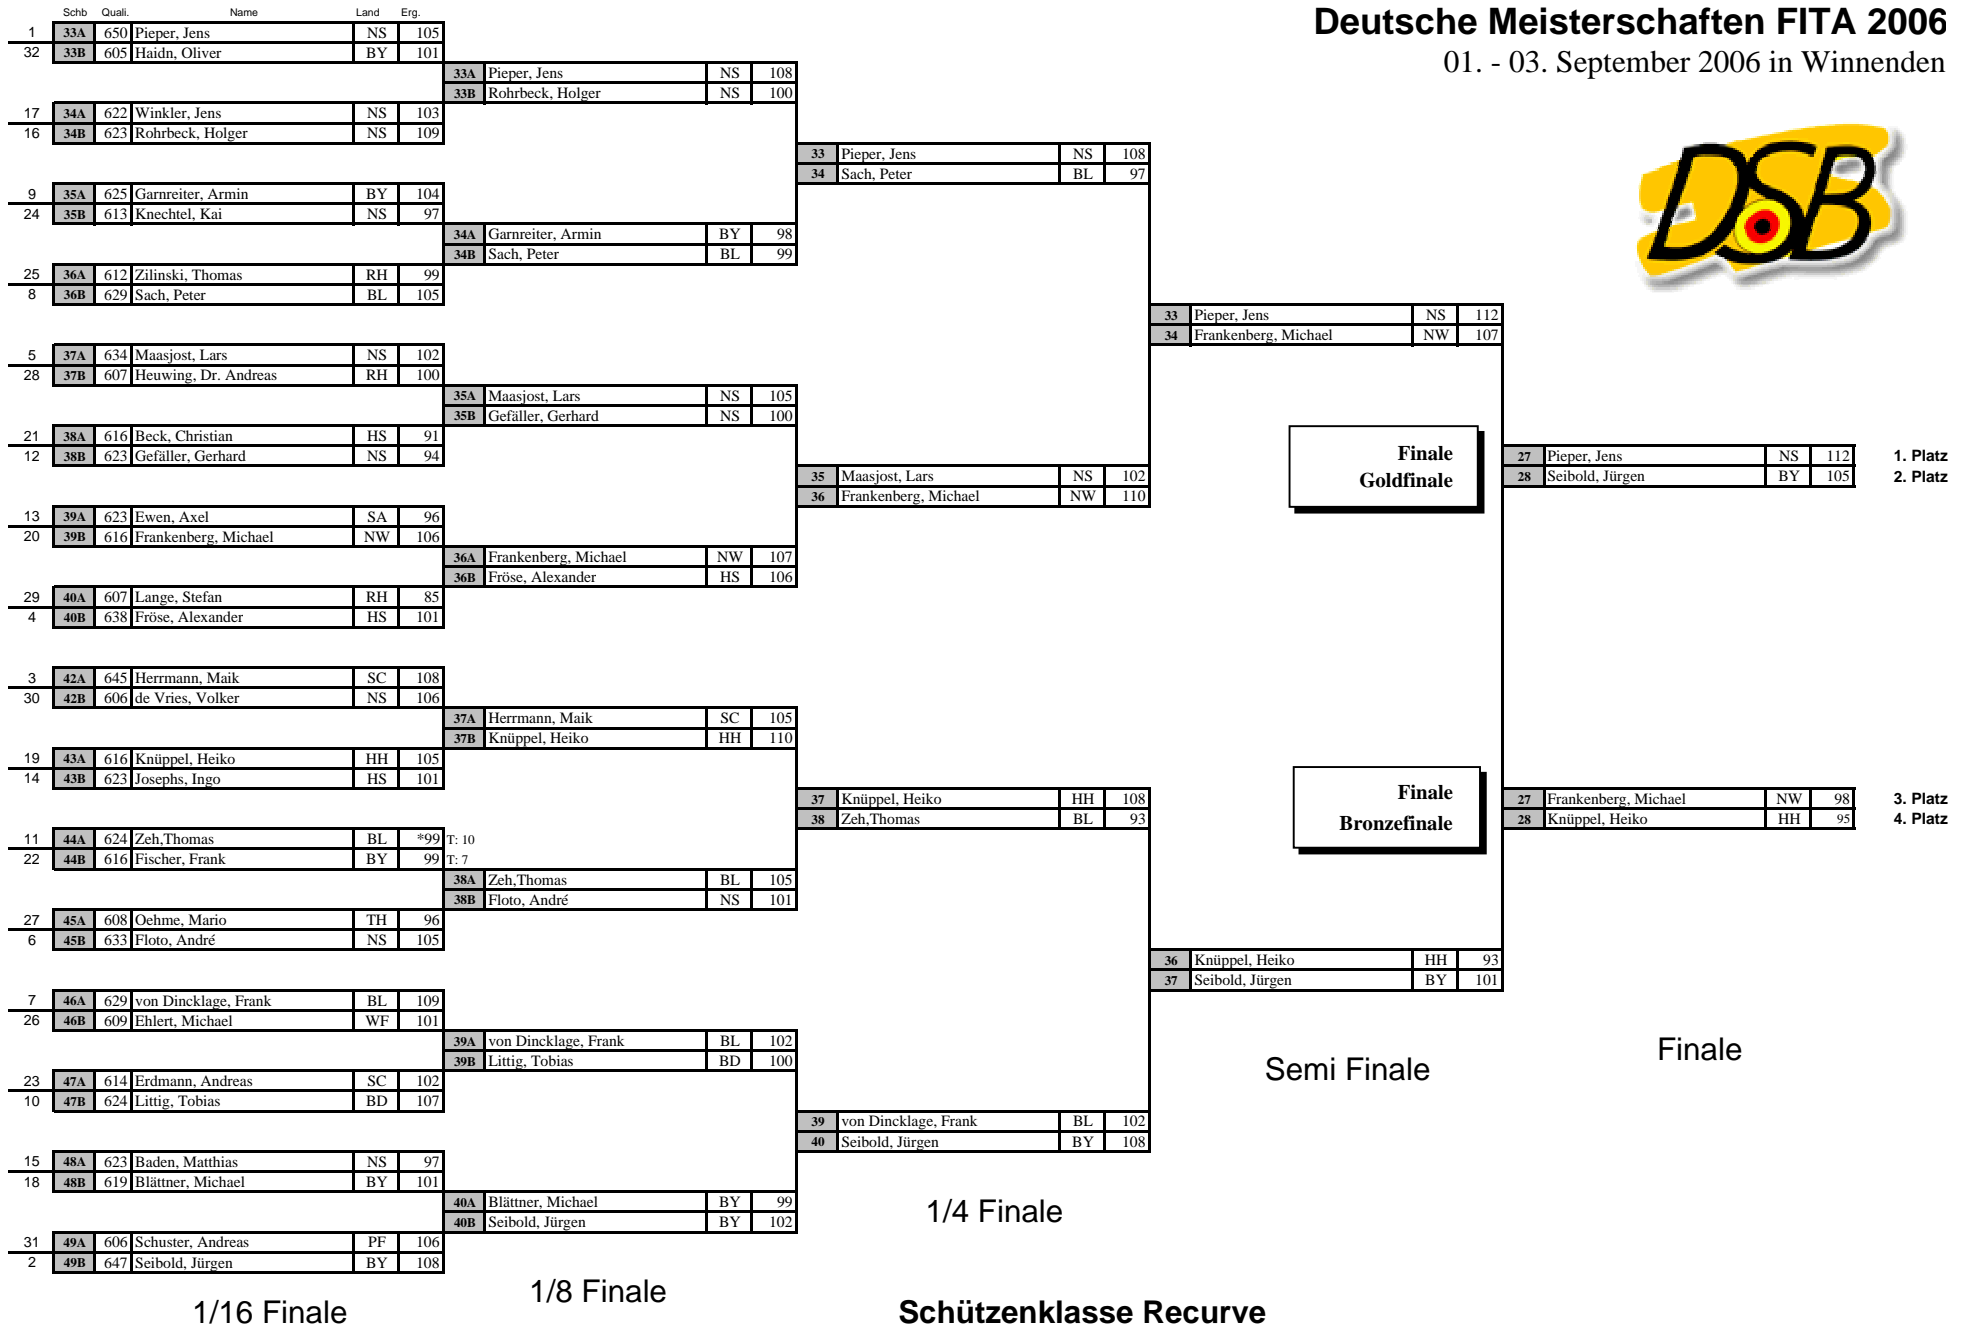 Deutsche Meisterschaften FITA 2006
01. - 03. September 2006 in Winnenden
DSB
Schb Quali. Name Land Erg.
1 33A 650 Pieper, Jens NS 105
32 33B 605 Haidn, Oliver BY 101
17 34A 622 Winkler, Jens NS 103
16 34B 623 Rohrbeck, Holger NS 109
9 35A 625 Garnreiter, Armin BY 104
24 35B 613 Knechtel, Kai NS 97
25 36A 612 Zilinski, Thomas RH 99
8 36B 629 Sach, Peter BL 105
5 37A 634 Maasjost, Lars NS 102
28 37B 607 Heuwing, Dr. Andreas RH 100
21 38A 616 Beck, Christian HS 91
12 38B 623 Gefäller, Gerhard NS 94
13 39A 623 Ewen, Axel SA 96
20 39B 616 Frankenberg, Michael NW 106
29 40A 607 Lange, Stefan RH 85
4 40B 638 Fröse, Alexander HS 101
3 42A 645 Herrmann, Maik SC 108
30 42B 606 de Vries, Volker NS 106
19 43A 616 Knüppel, Heiko HH 105
14 43B 623 Josephs, Ingo HS 101
11 44A 624 Zeh,Thomas BL *99 T: 10
22 44B 616 Fischer, Frank BY 99 T: 7
27 45A 608 Oehme, Mario TH 96
6 45B 633 Floto, André NS 105
7 46A 629 von Dincklage, Frank BL 109
26 46B 609 Ehlert, Michael WF 101
23 47A 614 Erdmann, Andreas SC 102
10 47B 624 Littig, Tobias BD 107
15 48A 623 Baden, Matthias NS 97
18 48B 619 Blättner, Michael BY 101
31 49A 606 Schuster, Andreas PF 106
2 49B 647 Seibold, Jürgen BY 108
1/16 Finale
33A Pieper, Jens NS 108
33B Rohrbeck, Holger NS 100
34A Garnreiter, Armin BY 98
34B Sach, Peter BL 99
35A Maasjost, Lars NS 105
35B Gefäller, Gerhard NS 100
36A Frankenberg, Michael NW 107
36B Fröse, Alexander HS 106
37A Herrmann, Maik SC 105
37B Knüppel, Heiko HH 110
38A Zeh,Thomas BL 105
38B Floto, André NS 101
39A von Dincklage, Frank BL 102
39B Littig, Tobias BD 100
40A Blättner, Michael BY 99
40B Seibold, Jürgen BY 102
1/8 Finale
33 Pieper, Jens NS 108
34 Sach, Peter BL 97
35 Maasjost, Lars NS 102
36 Frankenberg, Michael NW 110
37 Knüppel, Heiko HH 108
38 Zeh,Thomas BL 93
39 von Dincklage, Frank BL 102
40 Seibold, Jürgen BY 108
1/4 Finale
33 Pieper, Jens NS 112
34 Frankenberg, Michael NW 107
36 Knüppel, Heiko HH 93
37 Seibold, Jürgen BY 101
Semi Finale
Finale
Goldfinale
27 Pieper, Jens NS 112 1. Platz
28 Seibold, Jürgen BY 105 2. Platz
Finale
Bronzefinale
27 Frankenberg, Michael NW 98 3. Platz
28 Knüppel, Heiko HH 95 4. Platz
Finale
Schützenklasse Recurve